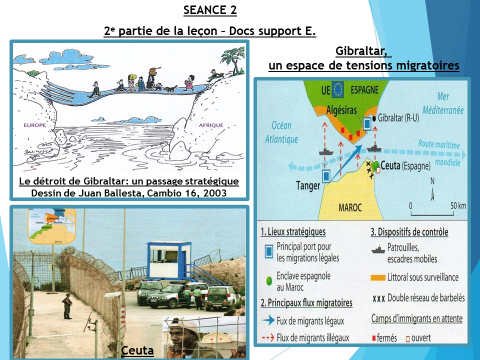 SEANCE 2
2e partie de la leçon – Docs support E.
EUROPE
AFRIQUE
Le détroit de Gibraltar: un passage stratégique
Dessin de Juan Ballesta, Cambio 16, 2003
Ceuta
Gibraltar,
un espace de tensions migratoires
UE
ESPAGNE
Algésiras
Gibraltar (R-U)
Mer
Méditerranée
Océan
Atlantique
Route maritime
mondiale
Ceuta (Espagne)
Tanger
MAROC
N
0 50 km
1. Lieux stratégiques
Principal port pour
les migrations légales
Enclave espagnole
au Maroc
2. Principaux flux migratoires
Flux de migrants légaux
Flux de migrants illégaux
3. Dispositifs de contrôle
Patrouilles,
escadres mobiles
Littoral sous surveillance
xxx Double réseau de barbelés
Camps d'immigrants en attente
fermés ouvert